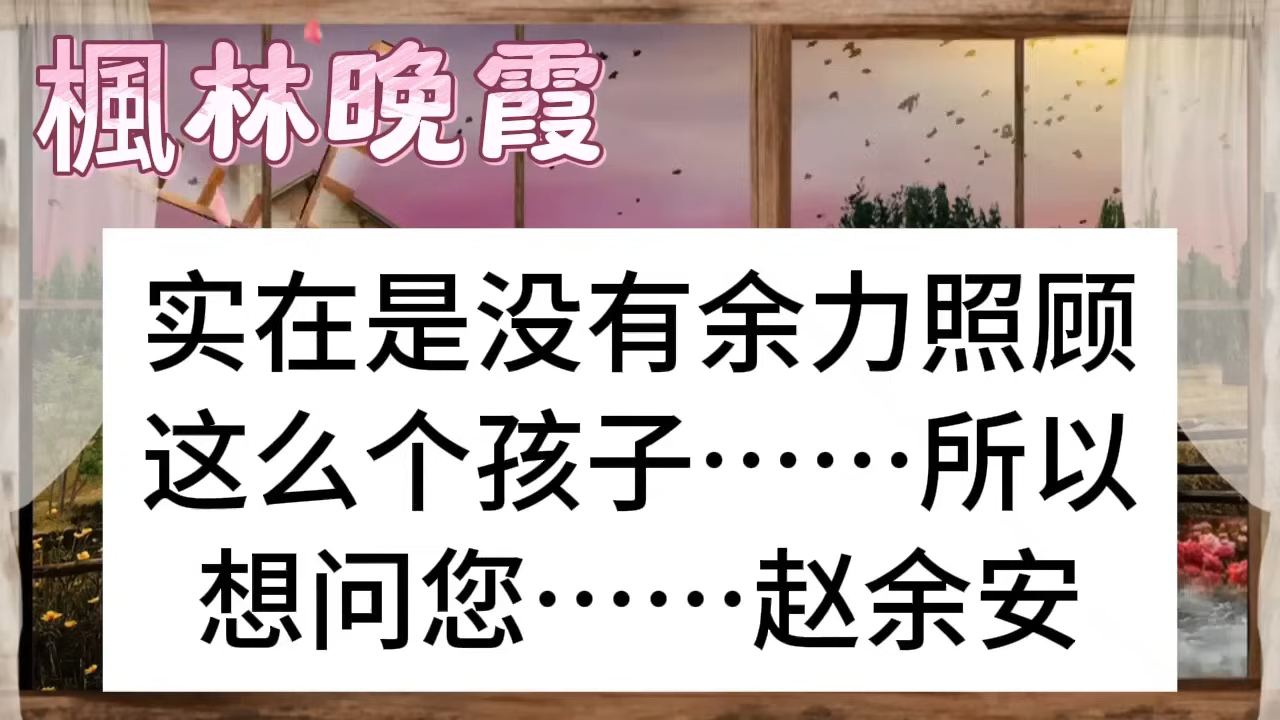 楓林晚霞
实在是没有余力照顾
这么个孩子……所以
想问您……赵余安